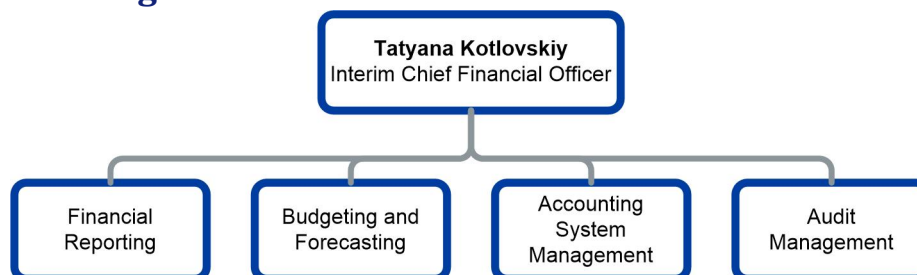 Tatyana Kotlovskiy
Interim Chief Financial Officer
Financial
Reporting
Budgeting and
Forecasting
Accounting
System
Management
Audit
Management